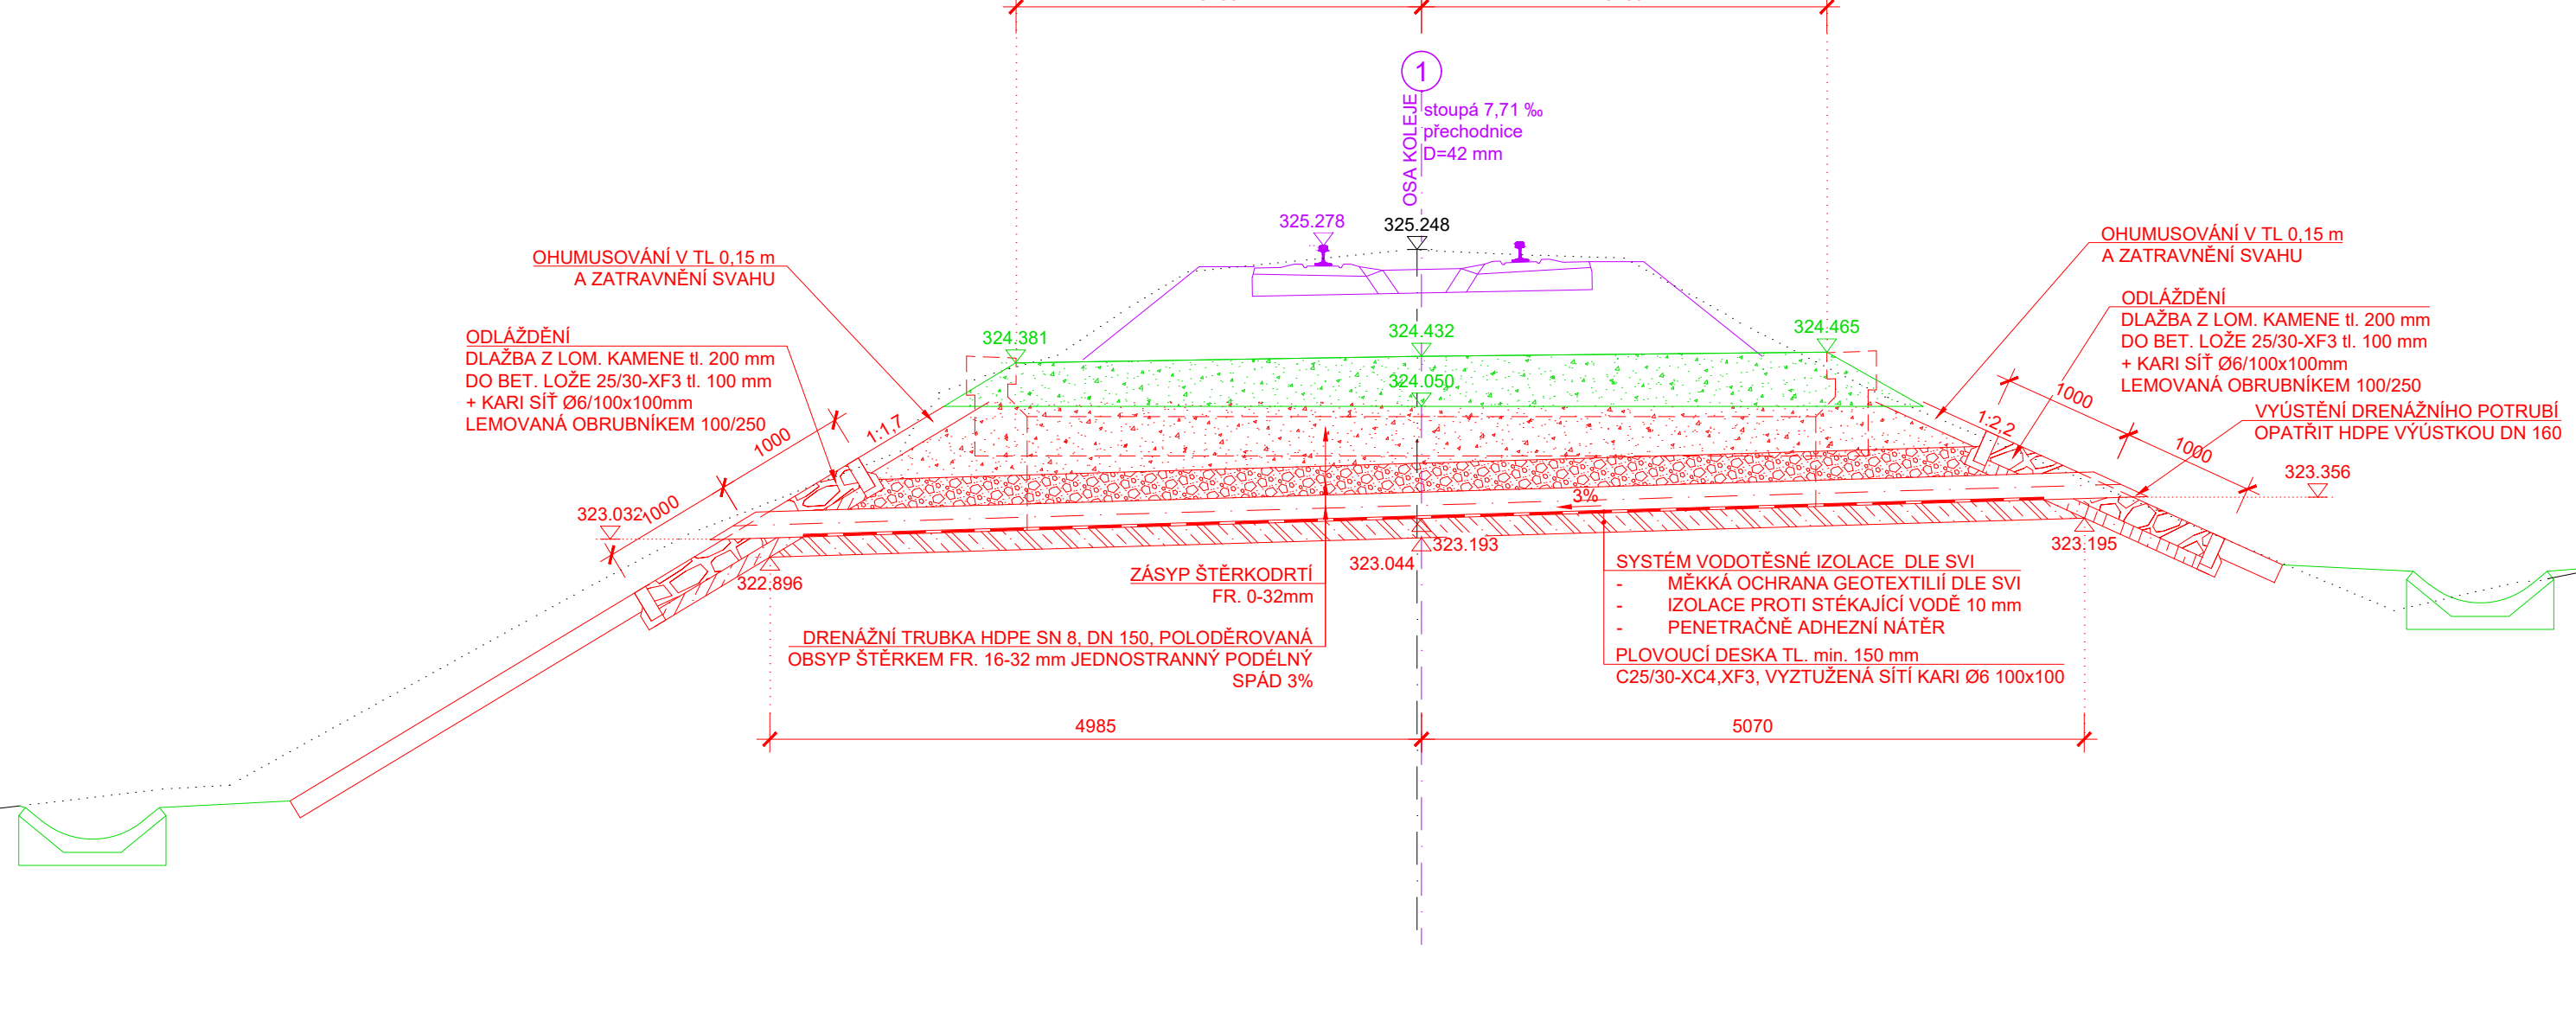 1
OSA KOLEJE
stoupá 7,71 ‰
přechodnice
D=42 mm
325.278
325.248
OHUMUSOVÁNÍ V TL 0,15 m
A ZATRAVNĚNÍ SVAHU
OHUMUSOVÁNÍ V TL 0,15 m
A ZATRAVNĚNÍ SVAHU
ODLÁŽDĚNÍ
DLAŽBA Z LOM. KAMENE tl. 200 mm
DO BET. LOŽE 25/30-XF3 tl. 100 mm
+ KARI SÍŤ Ø6/100x100mm
LEMOVANÁ OBRUBNÍKEM 100/250
ODLÁŽDĚNÍ
DLAŽBA Z LOM. KAMENE tl. 200 mm
DO BET. LOŽE 25/30-XF3 tl. 100 mm
+ KARI SÍŤ Ø6/100x100mm
LEMOVANÁ OBRUBNÍKEM 100/250
324.381
324.432
324.465
324.050
1:1,7
1000
1000
1:2,2
1000
1000
VYÚSTĚNÍ DRENÁŽNÍHO POTRUBÍ
OPATŘIT HDPE VÝÚSTKOU DN 160
323.032
323.356
3%
322.896
323.044
323.193
323.195
ZÁSYP ŠTĚRKODRTÍ
FR. 0-32mm
DRENÁŽNÍ TRUBKA HDPE SN 8, DN 150, POLODĚROVANÁ
OBSYP ŠTĚRKEM FR. 16-32 mm JEDNOSTRANNÝ PODÉLNÝ
SPÁD 3%
SYSTÉM VODOTĚSNÉ IZOLACE DLE SVI
- MĚKKÁ OCHRANA GEOTEXTILIÍ DLE SVI
- IZOLACE PROTI STÉKAJÍCÍ VODĚ 10 mm
- PENETRAČNĚ ADHEZNÍ NÁTĚR
PLOVOUCÍ DESKA TL. min. 150 mm
C25/30-XC4,XF3, VYZTUŽENÁ SÍTÍ KARI Ø6 100x100
4985
5070